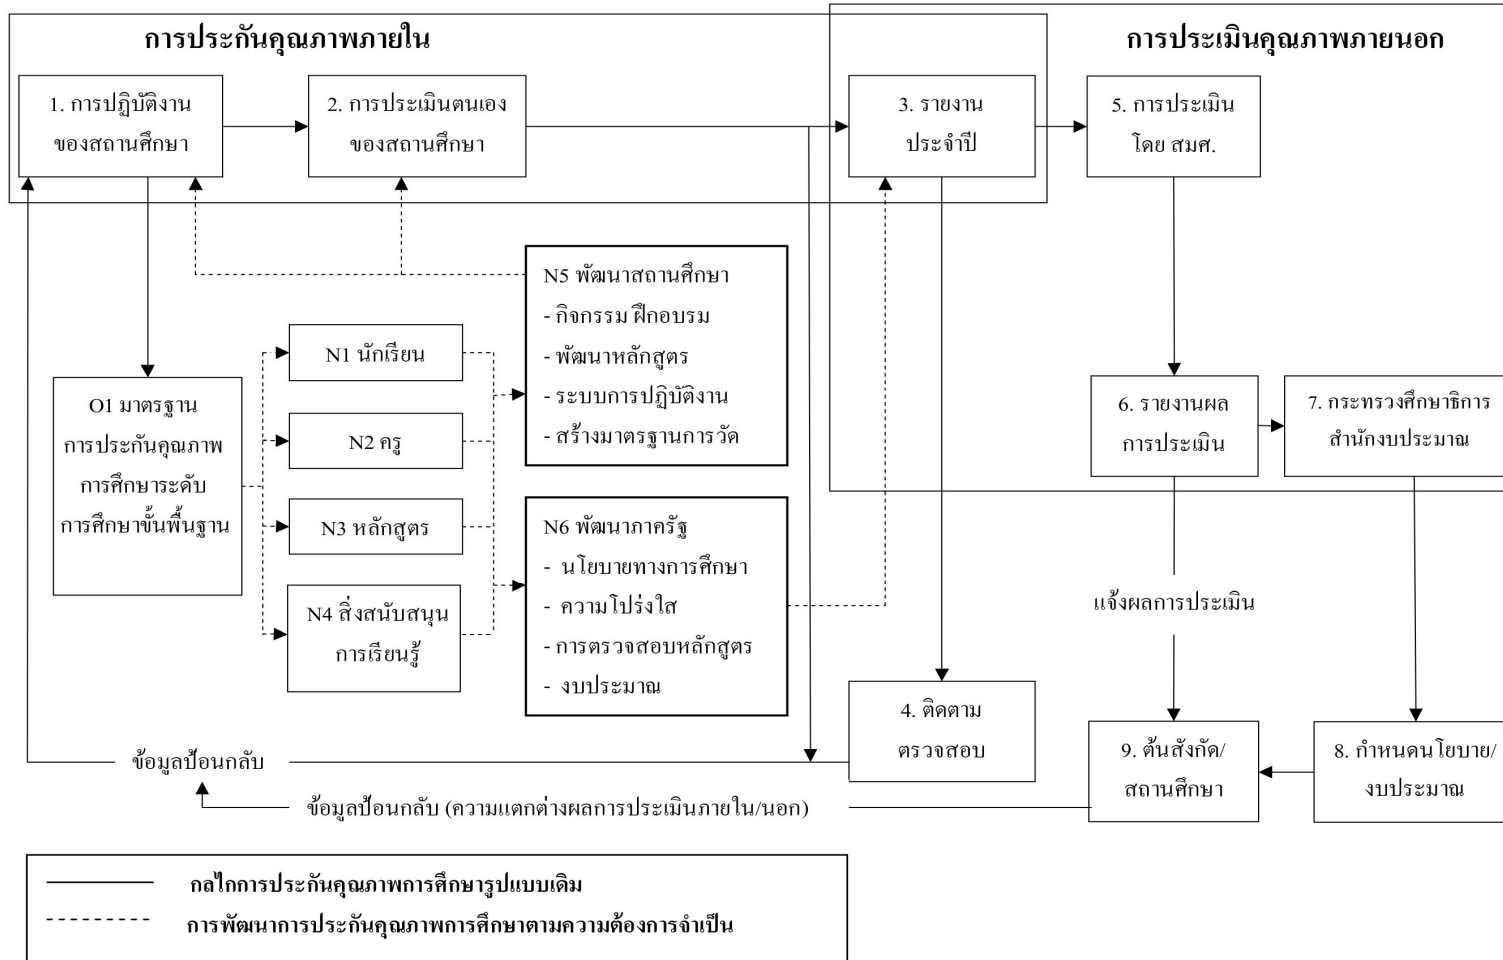 การประกันคุณภาพภายใน
การประเมินคุณภาพภายนอก
1. การปฏิบัติงาน
ของสถานศึกษา
2. การประเมินตนเอง
ของสถานศึกษา
3. รายงาน
ประจำปี
5. การประเมิน
โดย สมศ.
N5 พัฒนาสถานศึกษา
- กิจกรรม ฝึกอบรม
- พัฒนาหลักสูตร
- ระบบการปฏิบัติงาน
- สร้างมาตรฐานการวัด
N1 นักเรียน
N2 ครู
N3 หลักสูตร
N4 สิ่งสนับสนุน
การเรียนรู้
O1 มาตรฐาน
การประกันคุณภาพ
การศึกษาระดับ
การศึกษาขั้นพื้นฐาน
6. รายงานผล
การประเมิน
7. กระทรวงศึกษาธิการ
สำนักงบประมาณ
N6 พัฒนาภาครัฐ
- นโยบายทางการศึกษา
- ความโปร่งใส
- การตรวจสอบหลักสูตร
- งบประมาณ
แจ้งผลการประเมิน
4. ติดตาม
ตรวจสอบ
9. ต้นสังกัด/
สถานศึกษา
8. กำหนดนโยบาย/
งบประมาณ
ข้อมูลป้อนกลับ
ข้อมูลป้อนกลับ (ความแตกต่างผลการประเมินภายใน/นอก)
กลไกการประกันคุณภาพการศึกษารูปแบบเดิม
การพัฒนาการประกันคุณภาพการศึกษาตามความต้องการจำเป็น